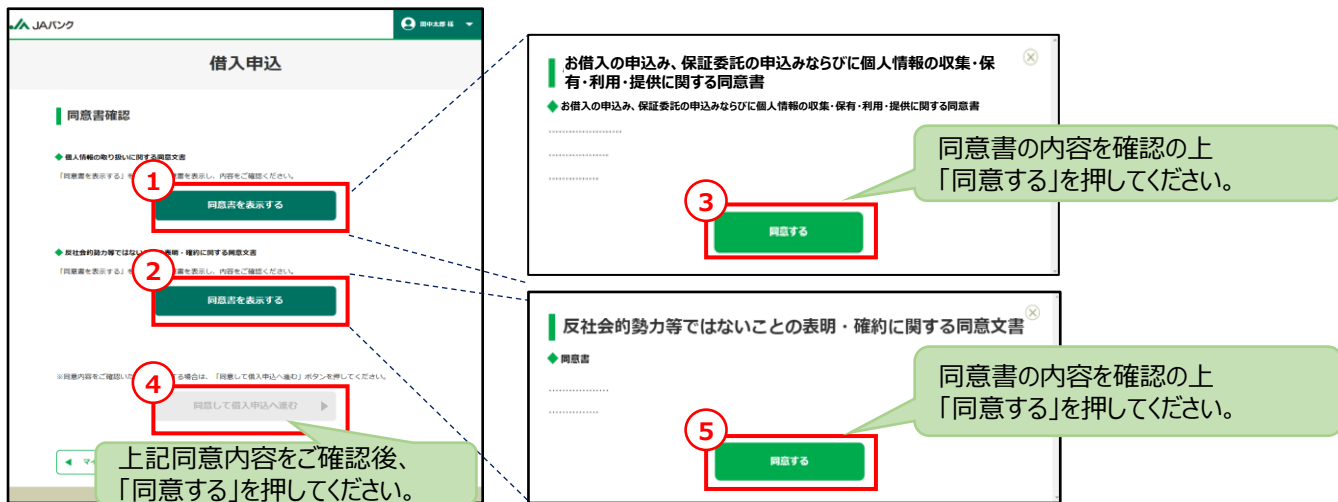 JAバンク
田中太郎 様
借入申込
同意書確認
◆ 個人情報の取り扱いに関する同意文書
「同意書を表示する」を
書を表示し、内容をご確認ください。
①
同意書を表示する
◆ 反社会的勢力等ではない
表明・確約に関する同意文書
「同意書を表示する」を
書を表示し、内容をご確認ください。
②
同意書を表示する
※同意内容をご確認いた
する場合は、「同意して借入申込へ進む」ボタンを押してください。
④
同意して借入申込へ進む
マイ
上記同意内容をご確認後、
「同意する」を押してください。
お借入の申込み、保証委託の申込みならびに個人情報の収集・保
有・利用・提供に関する同意書
◆ お借入の申込み、保証委託の申込みならびに個人情報の収集・保有・利用・提供に関する同意書
同意書の内容を確認の上
「同意する」を押してください。
③
同意する
反社会的勢力等ではないことの表明・確約に関する同意文書
◆ 同意書
同意書の内容を確認の上
「同意する」を押してください。
⑤
同意する